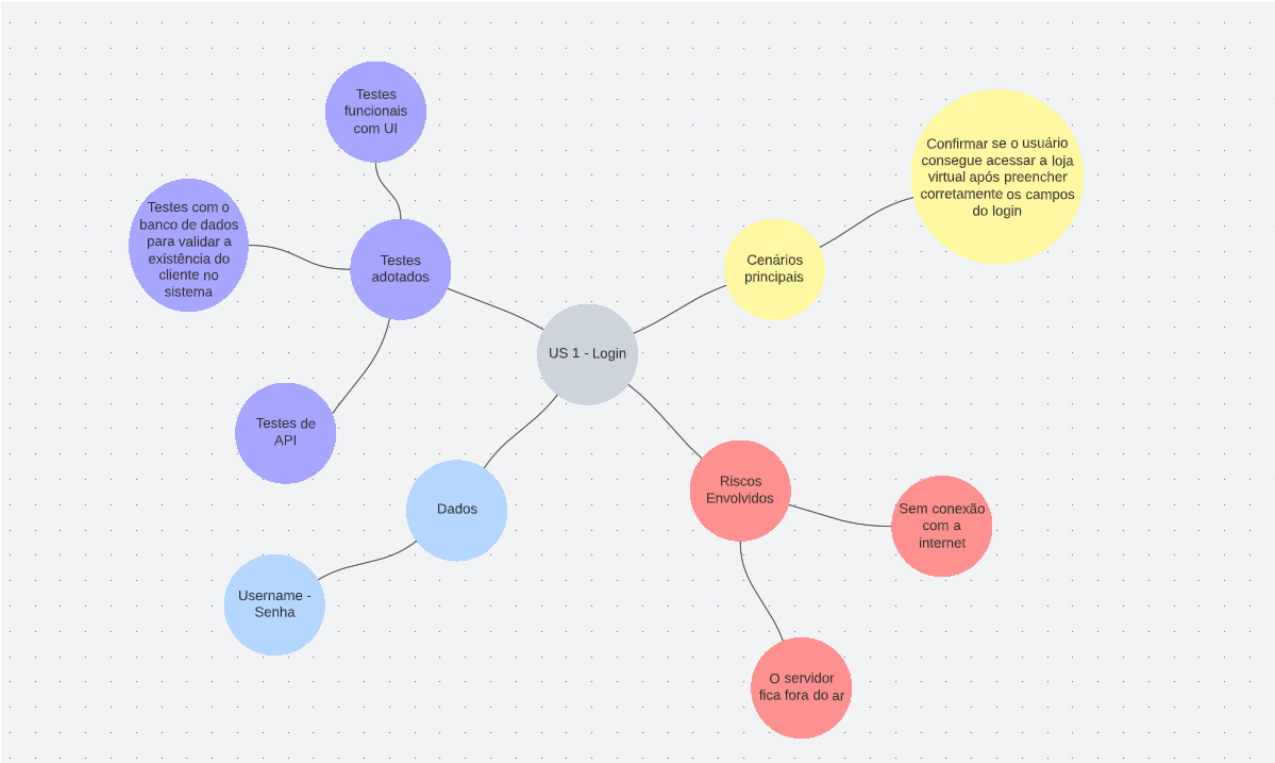 Testes
funcionais
com UI
Testes com o
banco de dados
para validar a
existência do
cliente no
sistema
Testes
adotados
Testes de
API
US 1 - Login
Cenários
principais
Confirmar se o usuário
consegue acessar a loja
virtual após preencher
corretamente os campos
do login
Dados
Username -
Senha
Riscos
Envolvidos
Sem conexão
com a
internet
O servidor
fica fora do ar